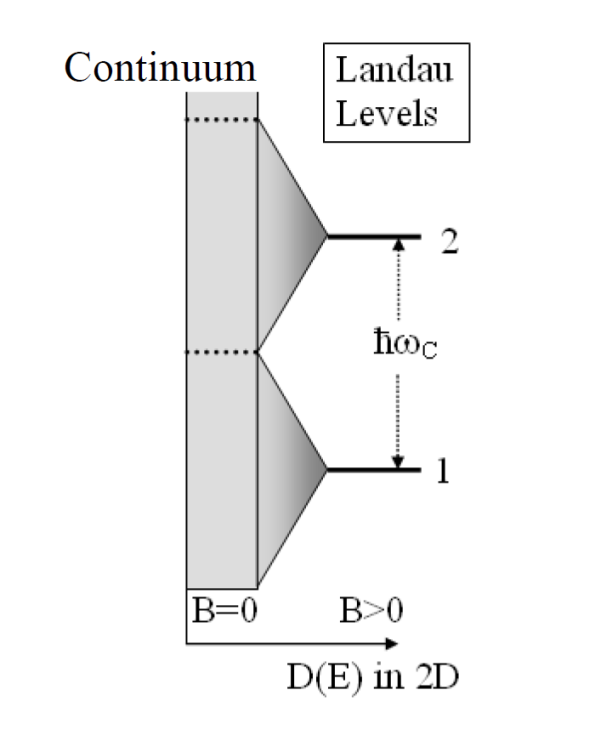 Continuum
Landau
Levels
2
ħω_C
1
B=0
B>0
D(E) in 2D